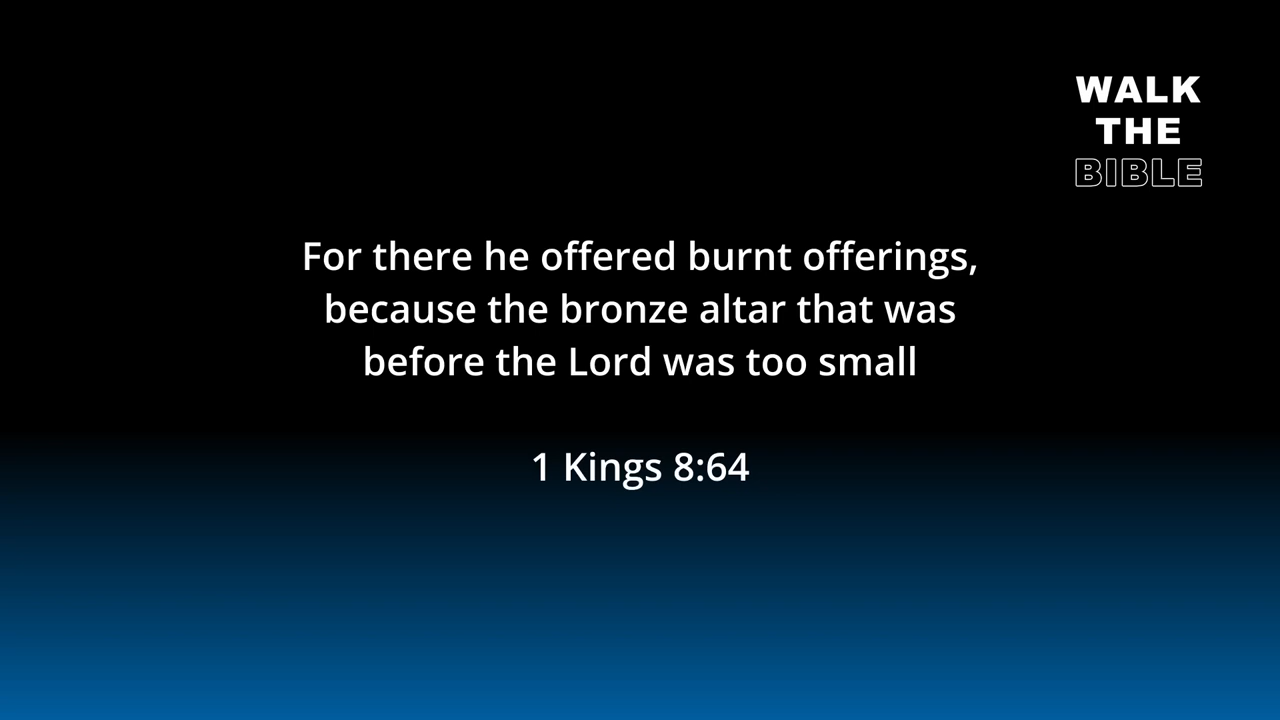 WALK
THE
BIBLE
For there he offered burnt offerings,
because the bronze altar that was
before the Lord was too small
1 Kings 8:64